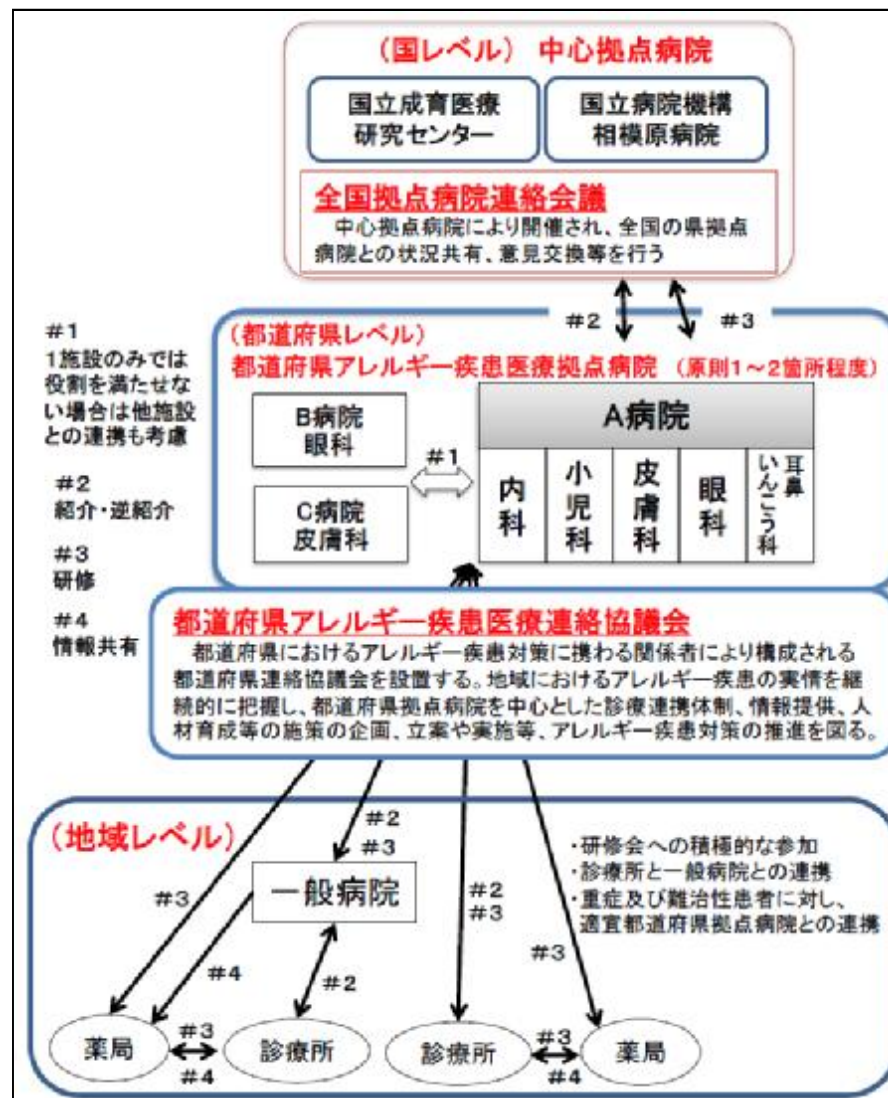 (国レベル) 中心拠点病院
国立成育医療
研究センター
国立病院機構
相模原病院
全国拠点病院連絡会議
中心拠点病院により開催され、全国の県拠点
病院との状況共有、意見交換等を行う
#2
#3
#1
1施設のみでは
役割を満たせな
い場合は他施設
との連携も考慮
#2
紹介・逆紹介
#3
研修
#4
情報共有
(都道府県レベル)
都道府県アレルギー疾患医療拠点病院 (原則1～2箇所程度)
B病院
眼科
C病院
皮膚科
#1
A病院
内科
小児科
皮膚科
眼科
耳鼻
いんこう科
都道府県アレルギー疾患医療連絡協議会
都道府県におけるアレルギー疾患対策に携わる関係者により構成される
都道府県連絡協議会を設置する。地域におけるアレルギー疾患の実情を継
続的に把握し、都道府県拠点病院を中心とした診療連携体制、情報提供、人
材育成等の施策の企画、立案や実施等、アレルギー疾患対策の推進を図る。
(地域レベル)
#2
#3
・研修会への積極的な参加
・診療所と一般病院との連携
・重症及び難治性患者に対し、
適宜都道府県拠点病院との連携
一般病院
#3
#2
#3
#3
#4
#2
薬局
#3
#4
診療所
診療所
#3
#4
薬局